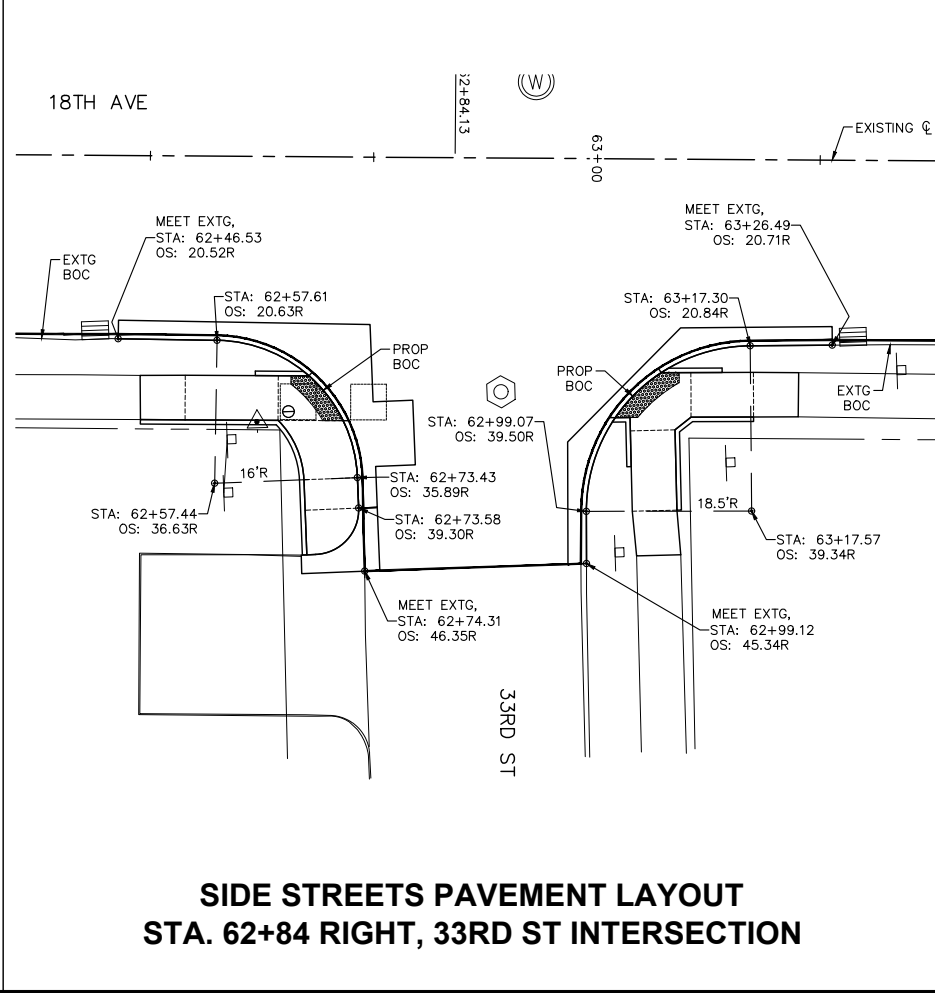 18TH AVE
32+84.13
W
63+00
EXISTING ℄
MEET EXTG,
STA: 62+46.53
OS: 20.52R
MEET EXTG,
STA: 63+26.49
OS: 20.71R
EXTG
BOC
STA: 62+57.61
OS: 20.63R
STA: 63+17.30
OS: 20.84R
PROP
BOC
PROP
BOC
EXTG
BOC
STA: 62+99.07
OS: 39.50R
16'R
STA: 62+73.43
OS: 35.89R
18.5'R
STA: 62+57.44
OS: 36.63R
STA: 62+73.58
OS: 39.30R
STA: 63+17.57
OS: 39.34R
MEET EXTG,
STA: 62+74.31
OS: 46.35R
MEET EXTG,
STA: 62+99.12
OS: 45.34R
33RD ST
SIDE STREETS PAVEMENT LAYOUT
STA. 62+84 RIGHT, 33RD ST INTERSECTION